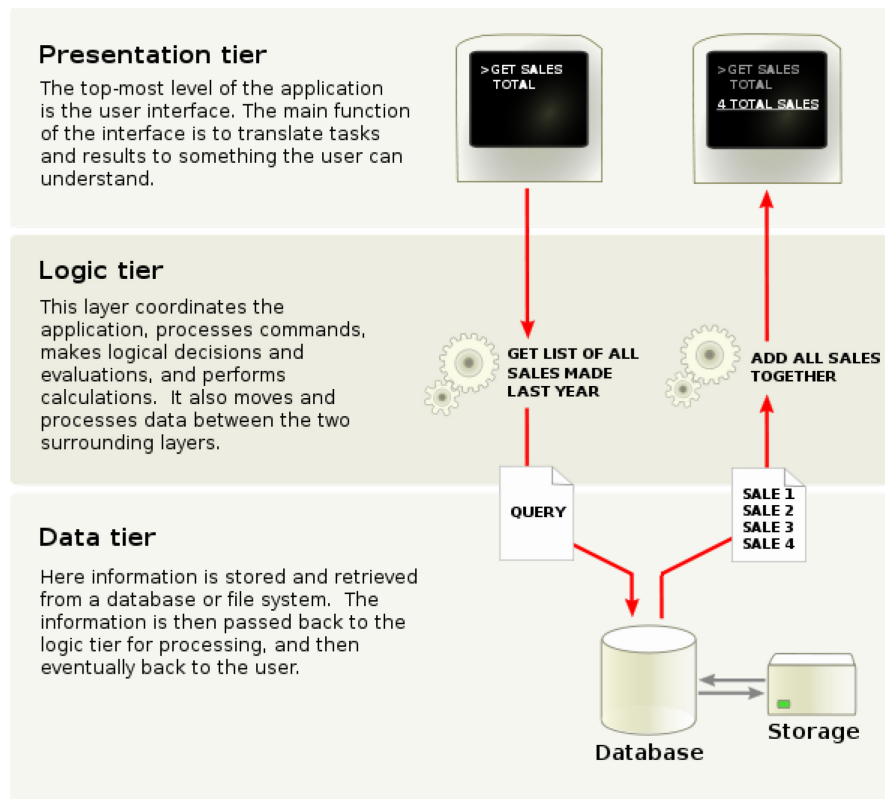 Presentation tier
The top-most level of the application
is the user interface. The main function
of the interface is to translate tasks
and results to something the user can
understand.
>GET SALES
TOTAL
>GET SALES
TOTAL
4 TOTAL SALES
Logic tier
This layer coordinates the
application, processes commands,
makes logical decisions and
evaluations, and performs
calculations.  It also moves and
processes data between the two
surrounding layers.
GET LIST OF ALL
SALES MADE
LAST YEAR
ADD ALL SALES
TOGETHER
QUERY
SALE 1
SALE 2
SALE 3
SALE 4
Data tier
Here information is stored and retrieved
from a database or file system.  The
information is then passed back to the
logic tier for processing, and then
eventually back to the user.
Database
Storage